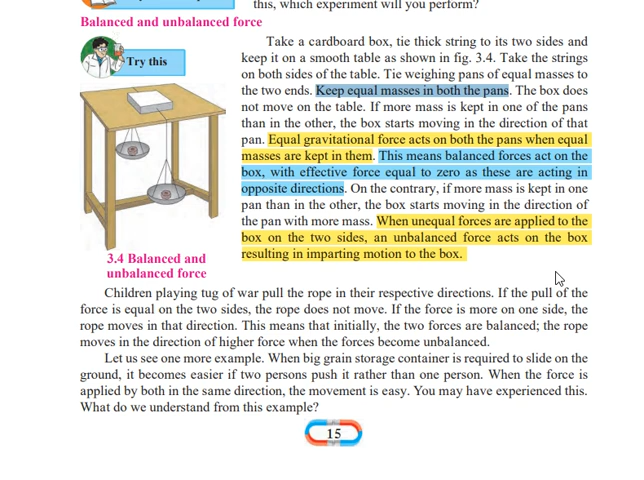 this, which experiment will you perform?
Balanced and unbalanced force
Try this
Take a cardboard box, tie thick string to its two sides and
keep it on a smooth table as shown in fig. 3.4. Take the strings
on both sides of the table. Tie weighing pans of equal masses to
the two ends. Keep equal masses in both the pans. The box does
not move on the table. If more mass is kept in one of the pans
than in the other, the box starts moving in the direction of that
pan. Equal gravitational force acts on both the pans when equal
masses are kept in them. This means balanced forces act on the
box, with effective force equal to zero as these are acting in
opposite directions. On the contrary, if more mass is kept in one
pan than in the other, the box starts moving in the direction of
the pan with more mass. When unequal forces are applied to the
box on the two sides, an unbalanced force acts on the box
resulting in imparting motion to the box.
3.4 Balanced and
unbalanced force
Children playing tug of war pull the rope in their respective directions. If the pull of the
force is equal on the two sides, the rope does not move. If the force is more on one side, the
rope moves in that direction. This means that initially, the two forces are balanced; the rope
moves in the direction of higher force when the forces become unbalanced.
Let us see one more example. When big grain storage container is required to slide on the
ground, it becomes easier if two persons push it rather than one person. When the force is
applied by both in the same direction, the movement is easy. You may have experienced this.
What do we understand from this example?
15